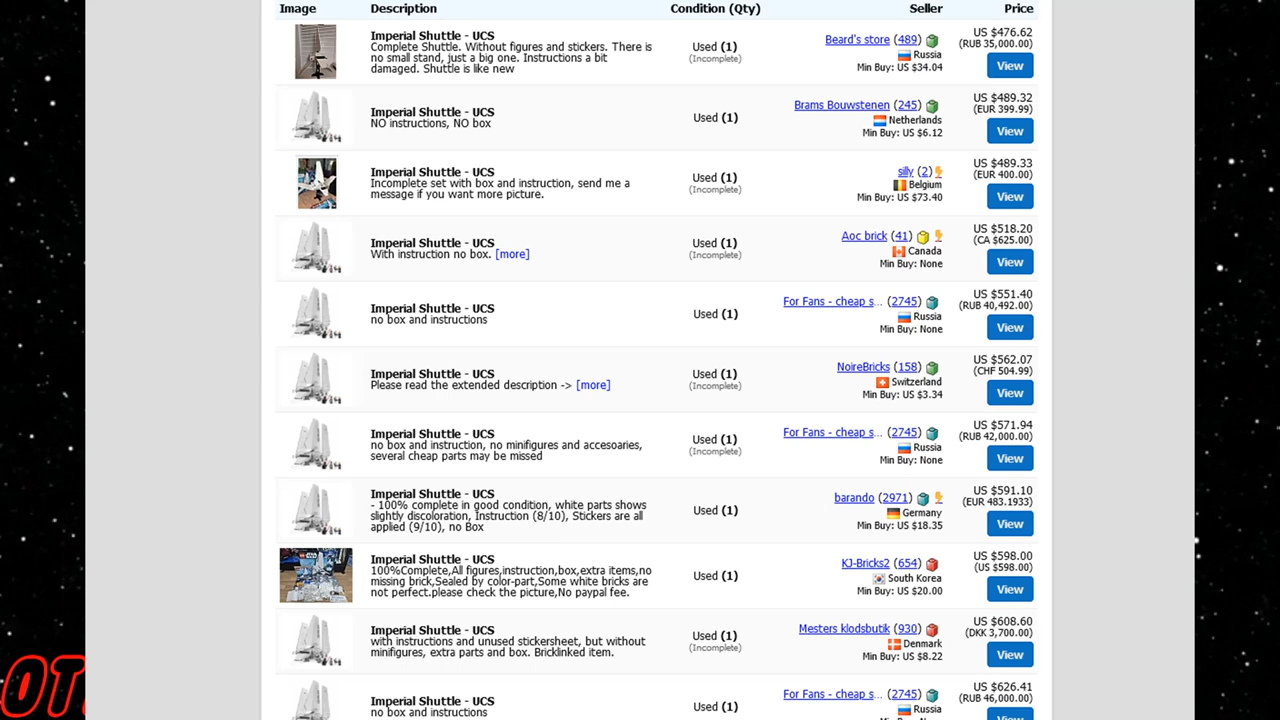 Image Description Condition (Qty) Seller Price
Imperial Shuttle - UCS
Complete Shuttle. Without figures and stickers. There is
no small stand, just a big one. Instructions a bit
damaged. Shuttle is like new
Used (1)
(Incomplete)
Beard's store (489)
Russia
Min Buy: US $34.04
US $476.62
(RUB 35,000.00)
View
Imperial Shuttle - UCS
NO instructions, NO box
Used (1)
Brams Bouwstenen (245)
Netherlands
Min Buy: US $6.12
US $489.32
(EUR 399.99)
View
Imperial Shuttle - UCS
Incomplete set with box and instruction, send me a
message if you want more picture.
Used (1)
(Incomplete)
silly (2)
Belgium
Min Buy: US $73.40
US $489.33
(EUR 400.00)
View
Imperial Shuttle - UCS
With instruction no box. [more]
Used (1)
(Incomplete)
Aoc brick (41)
Canada
Min Buy: None
US $518.20
(CA $625.00)
View
Imperial Shuttle - UCS
no box and instructions
Used (1)
For Fans - cheap s... (2745)
Russia
Min Buy: None
US $551.40
(RUB 40,492.00)
View
Imperial Shuttle - UCS
Please read the extended description -> [more]
Used (1)
(Incomplete)
NoireBricks (158)
Switzerland
Min Buy: US $3.34
US $562.07
(CHF 504.99)
View
Imperial Shuttle - UCS
no box and instruction, no minifigures and accesoaries,
several cheap parts may be missed
Used (1)
(Incomplete)
For Fans - cheap s... (2745)
Russia
Min Buy: None
US $571.94
(RUB 42,000.00)
View
Imperial Shuttle - UCS
- 100% complete in good condition, white parts shows
slightly discoloration, Instruction (8/10), Stickers are all
applied (9/10), no Box
Used (1)
barando (2971)
Germany
Min Buy: US $18.35
US $591.10
(EUR 483.1933)
View
Imperial Shuttle - UCS
100%Complete,All figures,instruction,box,extra items,no
missing brick,Sealed by color-part,Some white bricks are
not perfect.please check the picture,No paypal fee.
Used (1)
KJ-Bricks2 (654)
South Korea
Min Buy: US $20.00
US $598.00
(US $598.00)
View
Imperial Shuttle - UCS
with instructions and unused stickersheet, but without
minifigures, extra parts and box. Bricklinked item.
Used (1)
(Incomplete)
Mesters klodsbutik (930)
Denmark
Min Buy: US $8.22
US $608.60
(DKK 3,700.00)
View
Imperial Shuttle - UCS
no box and instructions
Used (1)
For Fans - cheap s... (2745)
Russia
US $626.41
(RUB 46,000.00)
View
OT